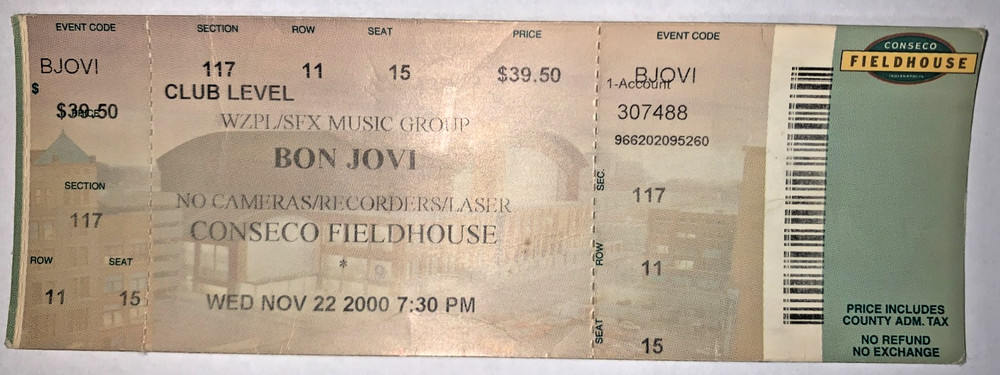 EVENT CODE
BJOVI
$
$39.50
PRICE
SECTION
117
ROW SEAT
11 15
SECTION ROW SEAT PRICE
117 11 15 $39.50
CLUB LEVEL
WZPL/SFX MUSIC GROUP
BON JOVI
NO CAMERAS/RECORDERS/LASER
CONSECO FIELDHOUSE
*
WED NOV 22 2000 7:30 PM
EVENT CODE
BJOVI
1-Account
307488
966202095260
SEC.
117
ROW
11
SEAT
15
CONSECO
FIELDHOUSE
INDIANAPOLIS
PRICE INCLUDES
COUNTY ADM. TAX
NO REFUND
NO EXCHANGE